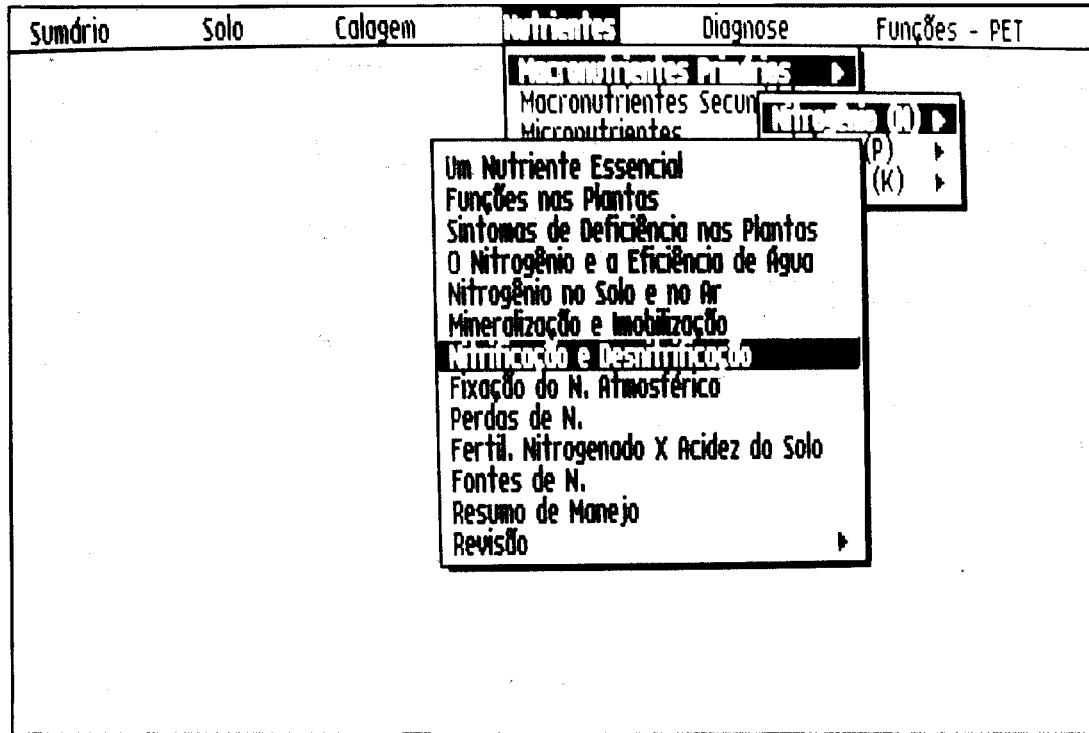 Sumário Solo Calagem Nutrientes Diagnose Funções - PET
Macronutrientes Primários
Macronutrientes Secun
Micronutrientes
Nitrogênio (N)
(P)
(K)
Um Nutriente Essencial
Funções nas Plantas
Sintomas de Deficiência nas Plantas
O Nitrogênio e a Eficiência de Água
Nitrogênio no Solo e no Ar
Mineralização e Imobilização
Nitrificação e Desnitrificação
Fixação do N. Atmosférico
Perdas de N.
Fertil. Nitrogenado X Acidez do Solo
Fontes de N.
Resumo de Manejo
Revisão